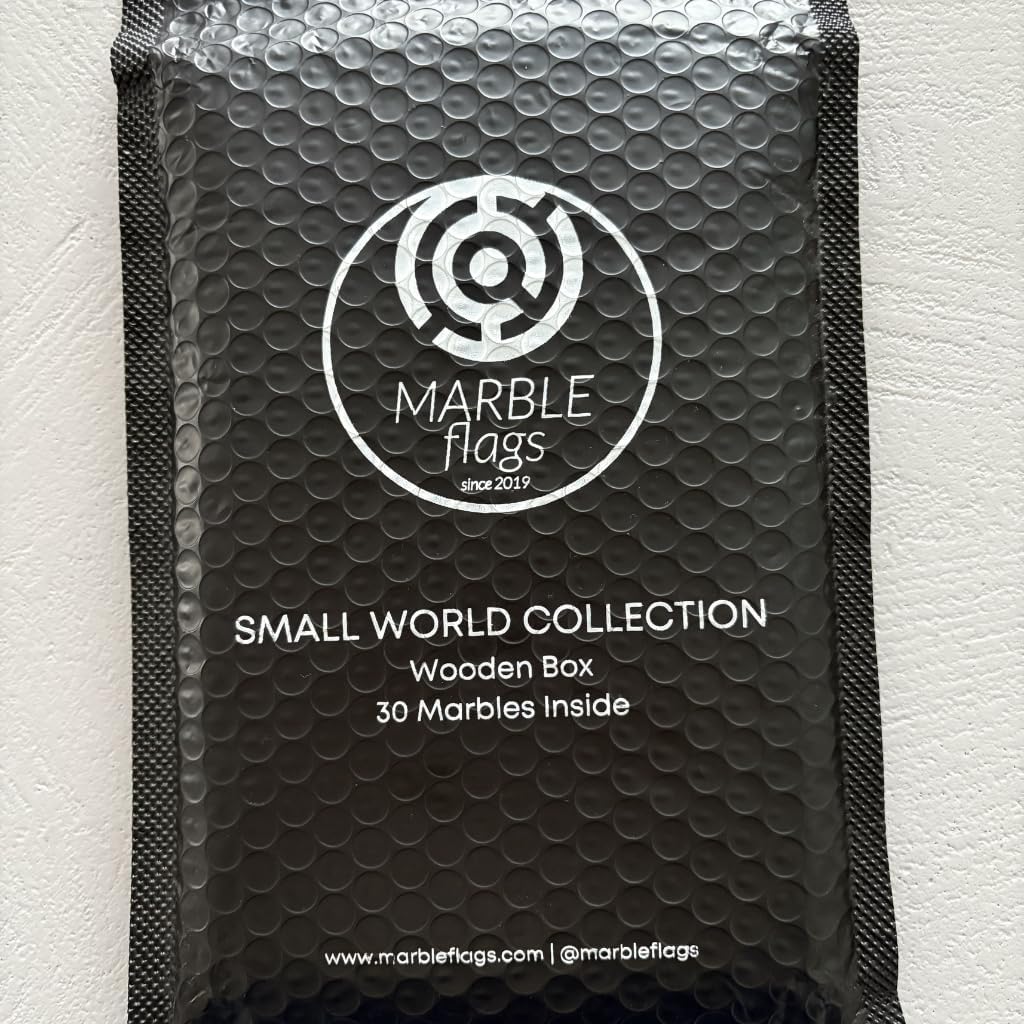 MARBLE
flags
since 2019
SMALL WORLD COLLECTION
Wooden Box
30 Marbles Inside
www.marbleflags.com | @marbleflags